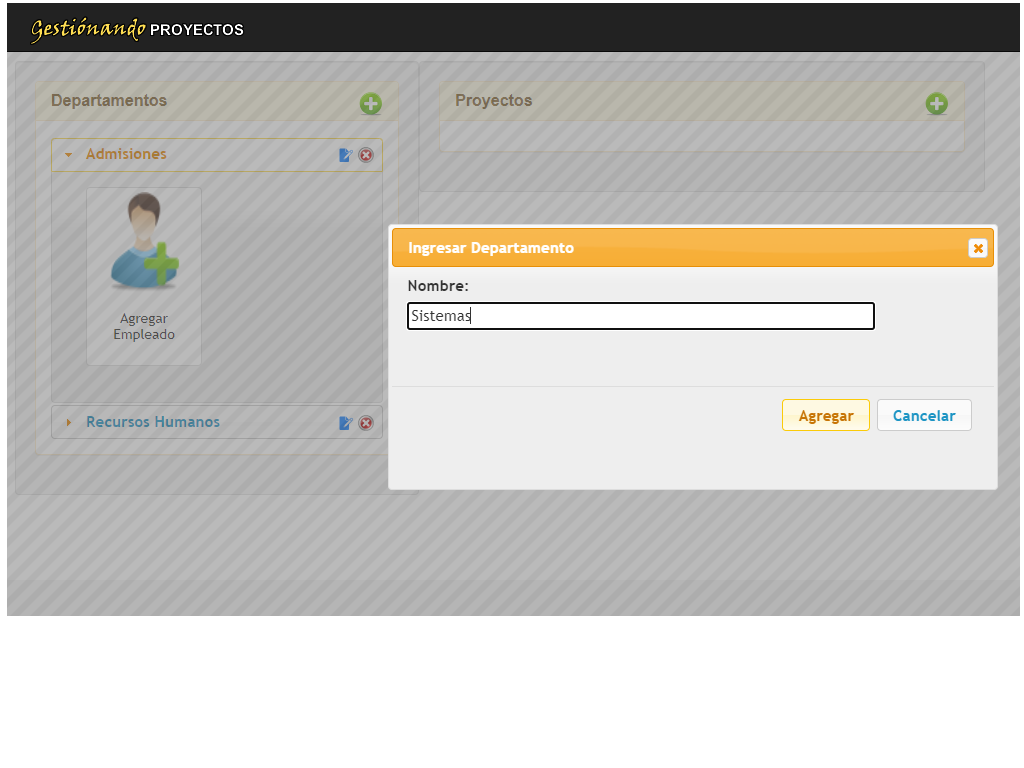 Gestiónando PROYECTOS
Departamentos
Proyectos
Admisiones
Agregar
Empleado
Recursos Humanos
Ingresar Departamento
Nombre:
Sistemas
Agregar
Cancelar